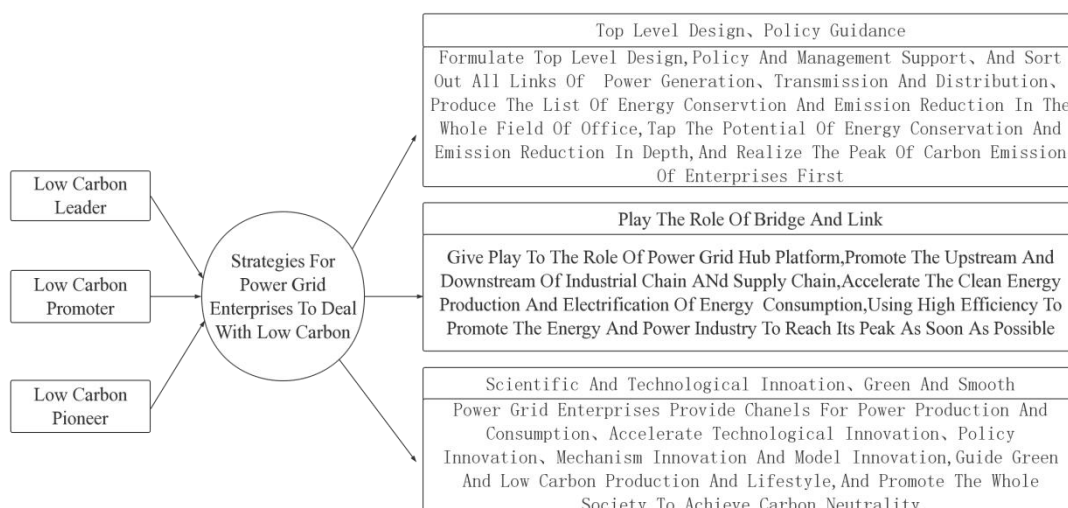 Low Carbon
Leader
Low Carbon
Promoter
Low Carbon
Pioneer
Strategies For
Power Grid
Enterprises To Deal
With Low Carbon
Top Level Design、Policy Guidance
Formulate Top Level Design,Policy And Management Support、And Sort
Out All Links Of Power Generation、Transmission And Distribution、
Produce The List Of Energy Conservtion And Emission Reduction In The
Whole Field Of Office,Tap The Potential Of Energy Conservation And
Emission Reduction In Depth,And Realize The Peak Of Carbon Emission
Of Enterprises First
Play The Role Of Bridge And Link
Give Play To The Role Of Power Grid Hub Platform,Promote The Upstream And
Downstream Of Industrial Chain ANd Supply Chain,Accelerate The Clean Energy
Production And Electrification Of Energy Consumption,Using High Efficiency To
Promote The Energy And Power Industry To Reach Its Peak As Soon As Possible
Scientific And Technological Innoation、Green And Smooth
Power Grid Enterprises Provide Chanels For Power Production And
Consumption、Accelerate Technological Innovation、Policy
Innovation、Mechanism Innovation And Model Innovation,Guide Green
And Low Carbon Production And Lifestyle,And Promote The Whole
Society To Achieve Carbon Neutrality